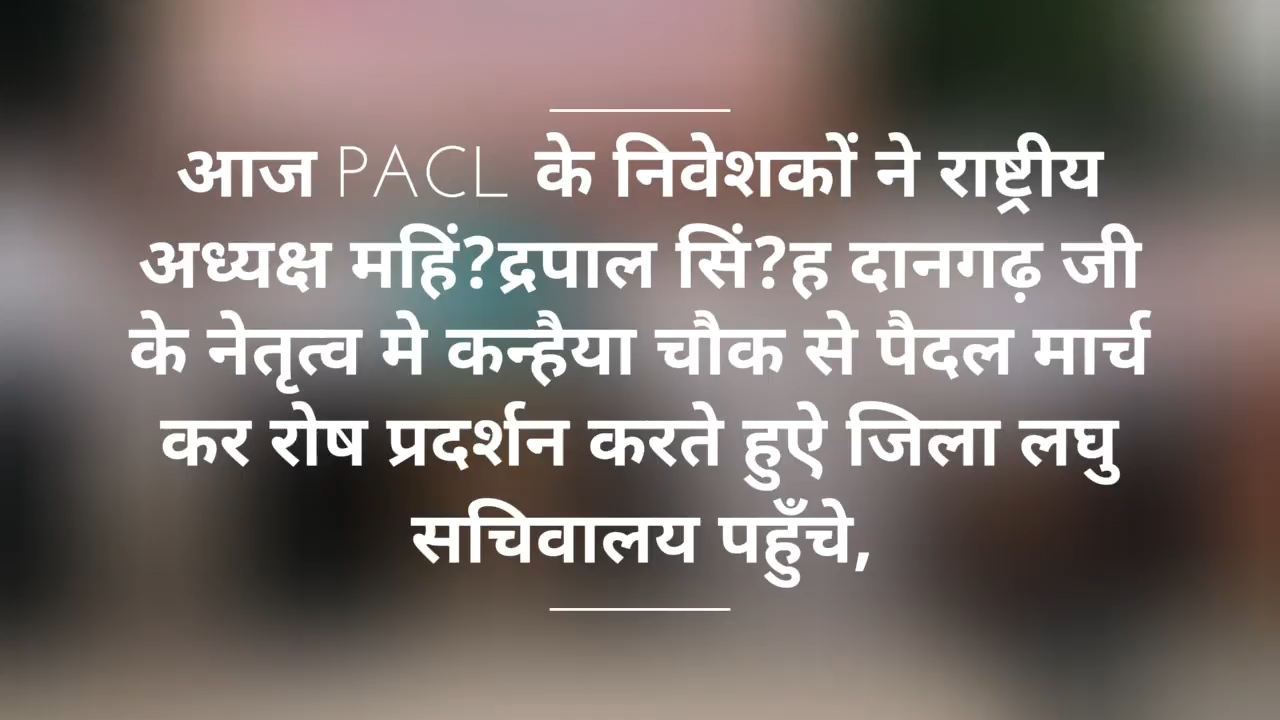 आज PACL के निवेशकों ने राष्ट्रीय
अध्यक्ष महिं?द्रपाल सिं?ह दानगढ़ जी
के नेतृत्व मे कन्हैया चौक से पैदल मार्च
कर रोष प्रदर्शन करते हुऐ जिला लघु
सचिवालय पहुँचे,